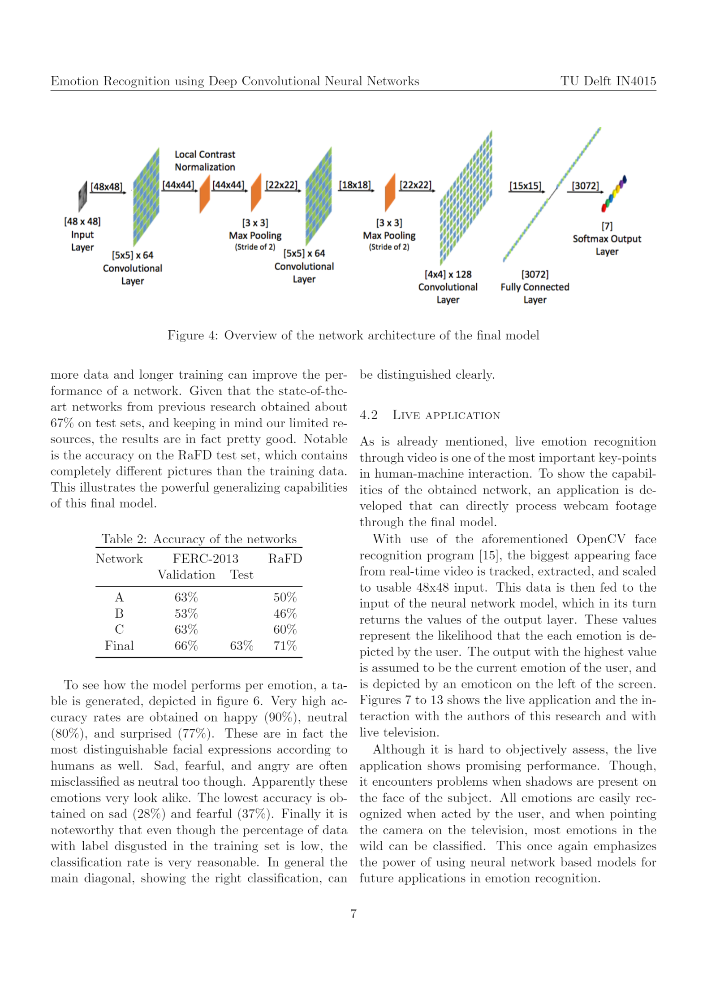 Emotion Recognition using Deep Convolutional Neural Networks TU Delft IN4015
Local Contrast
Normalization
[48x48] [44x44] [44x44] [22x22] [18x18] [22x22] [15x15] [3072]
[48 x 48]
Input
Layer
[5x5] x 64
Convolutional
Layer
[3 x 3]
Max Pooling
(Stride of 2)
[5x5] x 64
Convolutional
Layer
[3 x 3]
Max Pooling
(Stride of 2)
[4x4] x 128
Convolutional
Layer
[3072]
Fully Connected
Layer
[7]
Softmax Output
Layer
Figure 4: Overview of the network architecture of the final model
more data and longer training can improve the per-
formance of a network. Given that the state-of-the-
art networks from previous research obtained about
67% on test sets, and keeping in mind our limited re-
sources, the results are in fact pretty good. Notable
is the accuracy on the RaFD test set, which contains
completely different pictures than the training data.
This illustrates the powerful generalizing capabilities
of this final model.
Table 2: Accuracy of the networks
Network FERC-2013 RaFD
Validation Test
A 63% 50%
B 53% 46%
C 63% 60%
Final 66% 63% 71%
To see how the model performs per emotion, a ta-
ble is generated, depicted in figure 6. Very high ac-
curacy rates are obtained on happy (90%), neutral
(80%), and surprised (77%). These are in fact the
most distinguishable facial expressions according to
humans as well. Sad, fearful, and angry are often
misclassified as neutral too though. Apparently these
emotions very look alike. The lowest accuracy is ob-
tained on sad (28%) and fearful (37%). Finally it is
noteworthy that even though the percentage of data
with label disgusted in the training set is low, the
classification rate is very reasonable. In general the
main diagonal, showing the right classification, can
be distinguished clearly.
4.2 Live application
As is already mentioned, live emotion recognition
through video is one of the most important key-points
in human-machine interaction. To show the capabil-
ities of the obtained network, an application is de-
veloped that can directly process webcam footage
through the final model.
With use of the aforementioned OpenCV face
recognition program [15], the biggest appearing face
from real-time video is tracked, extracted, and scaled
to usable 48x48 input. This data is then fed to the
input of the neural network model, which in its turn
returns the values of the output layer. These values
represent the likelihood that the each emotion is de-
picted by the user. The output with the highest value
is assumed to be the current emotion of the user, and
is depicted by an emoticon on the left of the screen.
Figures 7 to 13 shows the live application and the in-
teraction with the authors of this research and with
live television.
Although it is hard to objectively assess, the live
application shows promising performance. Though,
it encounters problems when shadows are present on
the face of the subject. All emotions are easily rec-
ognized when acted by the user, and when pointing
the camera on the television, most emotions in the
wild can be classified. This once again emphasizes
the power of using neural network based models for
future applications in emotion recognition.
7